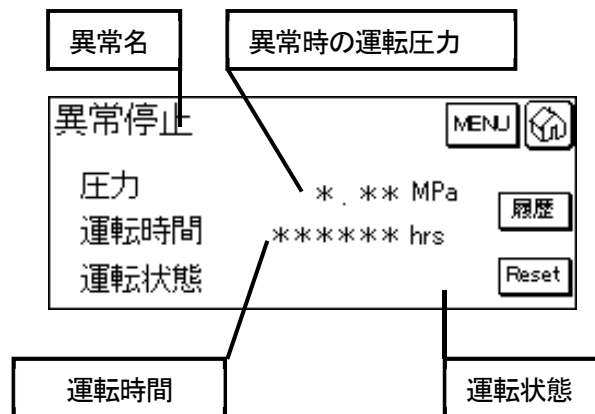 異常名
異常時の運転圧力
異常停止
MENU
圧力 *.** MPa
履歴
運転時間 ****** hrs
運転状態
Reset
運転時間
運転状態